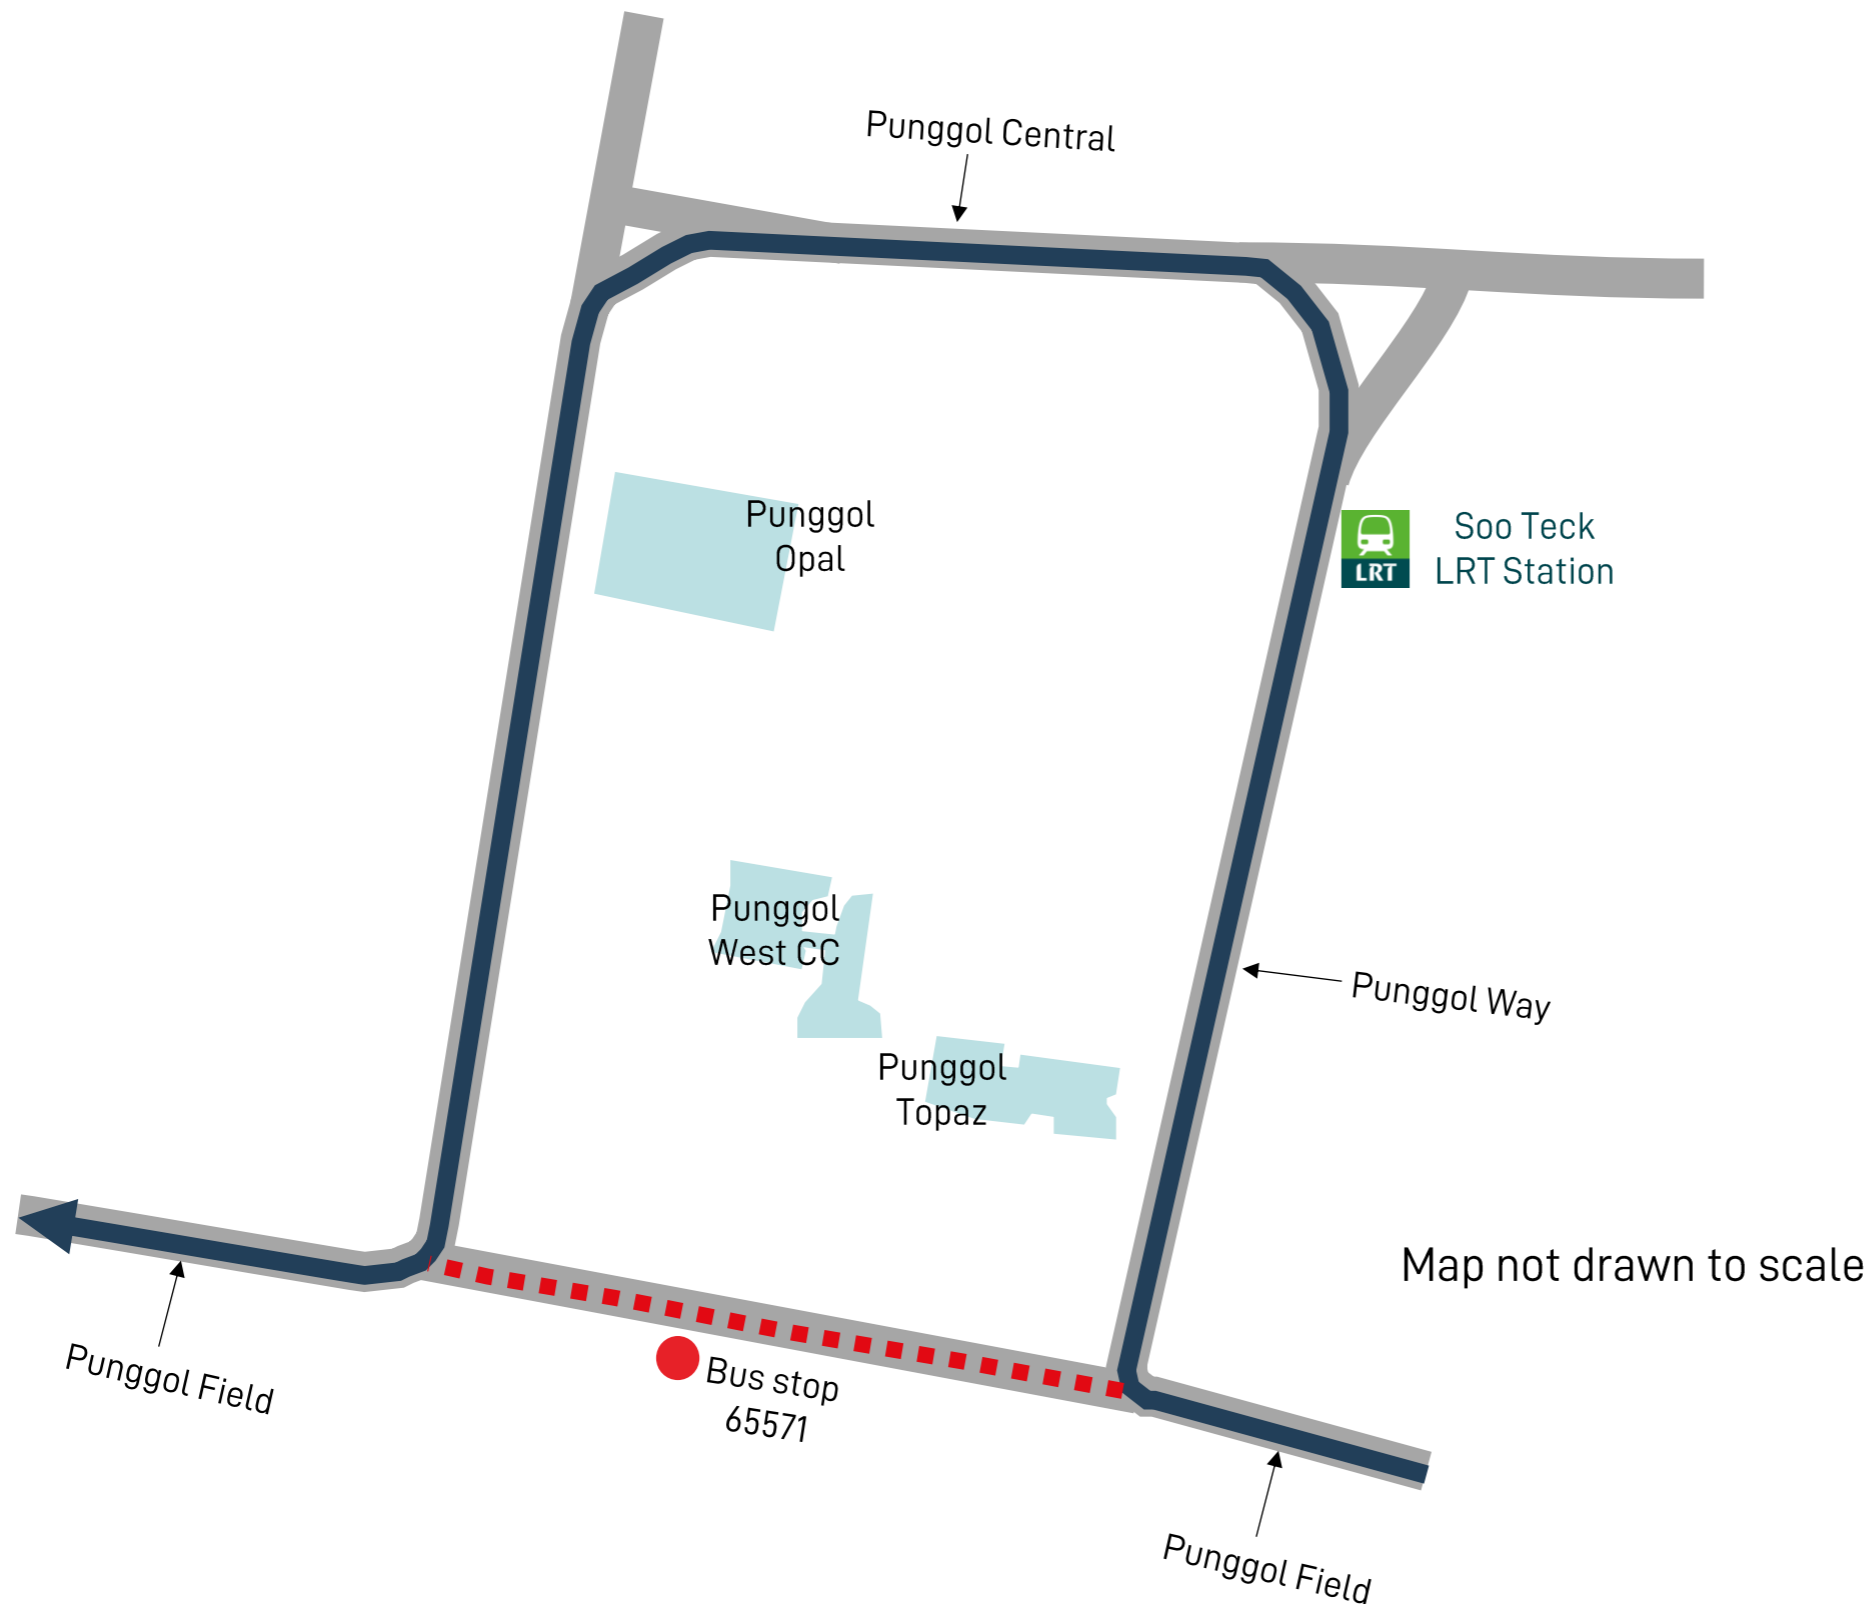 Punggol Central
Punggol
Opal
LRT
Soo Teck
LRT Station
Punggol
West CC
Punggol Way
Punggol
Topaz
Map not drawn to scale
Punggol Field
Bus stop
65571
Punggol Field